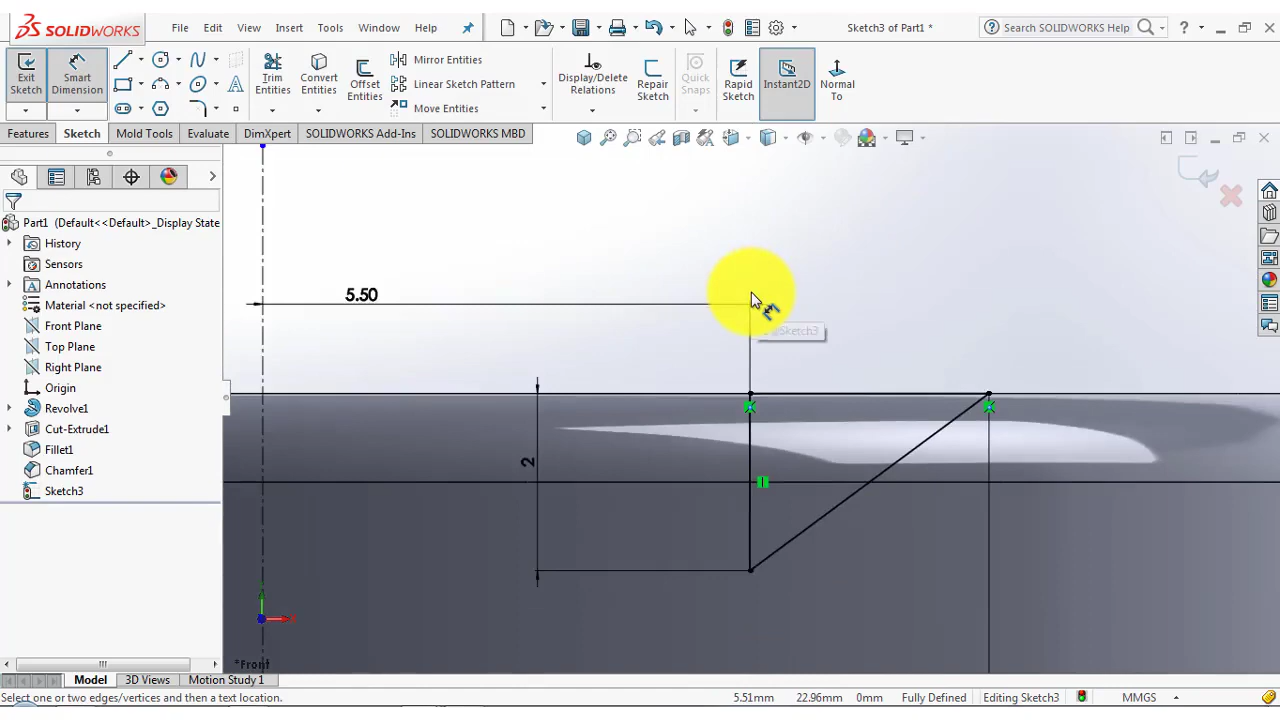 SOLIDWORKS
File Edit View Insert Tools Window Help
Sketch3 of Part1 *
Search SOLIDWORKS Help
Exit Sketch
Smart Dimension
Trim Entities
Convert Entities
Offset Entities
Mirror Entities
Linear Sketch Pattern
Move Entities
Display/Delete Relations
Repair Sketch
Quick Snaps
Rapid Sketch
Instant2D
Normal To
Features Sketch Mold Tools Evaluate DimXpert SOLIDWORKS Add-Ins SOLIDWORKS MBD
Part1 (Default<<Default>_Display State
History
Sensors
Annotations
Material <not specified>
Front Plane
Top Plane
Right Plane
Origin
Revolve1
Cut-Extrude1
Fillet1
Chamfer1
Sketch3
5.50
Sketch3
2
*Front
Model 3D Views Motion Study 1
Select one or two edges/vertices and then a text location.
5.51mm 22.96mm 0mm Fully Defined Editing Sketch3 MMGS